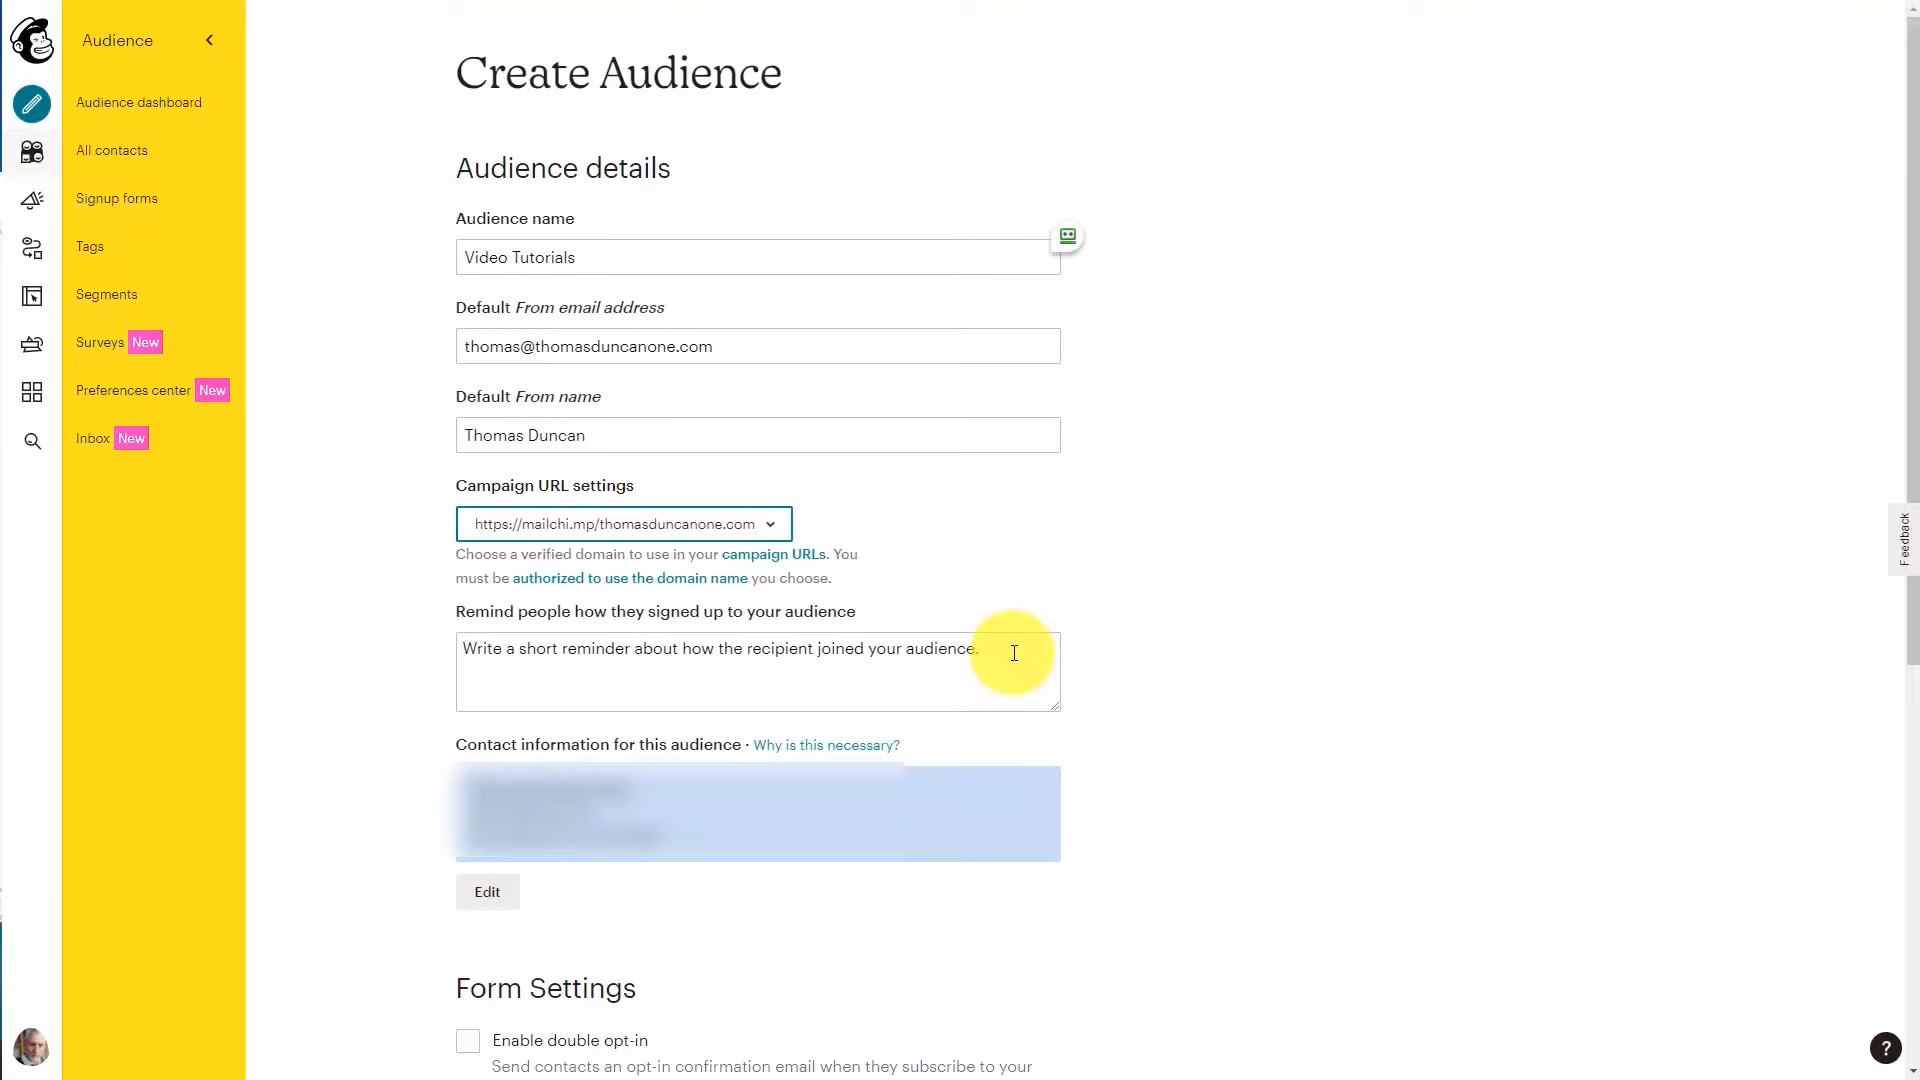 Audience
Audience dashboard
All contacts
Signup forms
Tags
Segments
Surveys New
Preferences center New
Inbox New
Create Audience
Audience details
Audience name
Video Tutorials
Default From email address
thomas@thomasduncanone.com
Default From name
Thomas Duncan
Campaign URL settings
https://mailchi.mp/thomasduncanone.com
Choose a verified domain to use in your campaign URLs. You
must be authorized to use the domain name you choose.
Remind people how they signed up to your audience
Write a short reminder about how the recipient joined your audience.
Contact information for this audience · Why is this necessary?
Edit
Form Settings
Enable double opt-in
Send contacts an opt-in confirmation email when they subscribe to your
Feedback
?